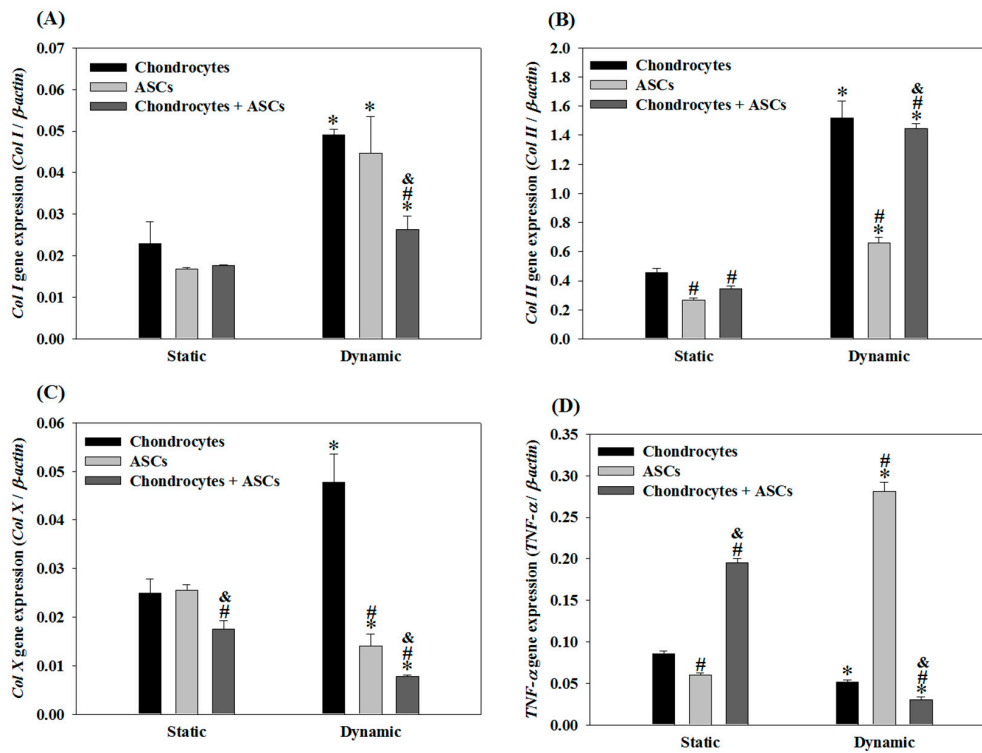 (A)
Col I gene expression (Col I / β-actin)
0.07
0.06
0.05
0.04
0.03
0.02
0.01
0.00
Chondrocytes
ASCs
Chondrocytes + ASCs
*
*
&
#
*
Static
Dynamic
(B)
Col II gene expression (Col II / β-actin)
2.0
1.8
1.6
1.4
1.2
1.0
0.8
0.6
0.4
0.2
0.0
Chondrocytes
ASCs
Chondrocytes + ASCs
#
#
*
#
*
&
#
*
Static
Dynamic
(C)
Col X gene expression (Col X / β-actin)
0.06
0.05
0.04
0.03
0.02
0.01
0.00
Chondrocytes
ASCs
Chondrocytes + ASCs
&
#
*
#
*
&
#
*
Static
Dynamic
(D)
TNF-α gene expression (TNF-α / β-actin)
0.35
0.30
0.25
0.20
0.15
0.10
0.05
0.00
Chondrocytes
ASCs
Chondrocytes + ASCs
#
&
#
*
#
*
&
#
*
Static
Dynamic